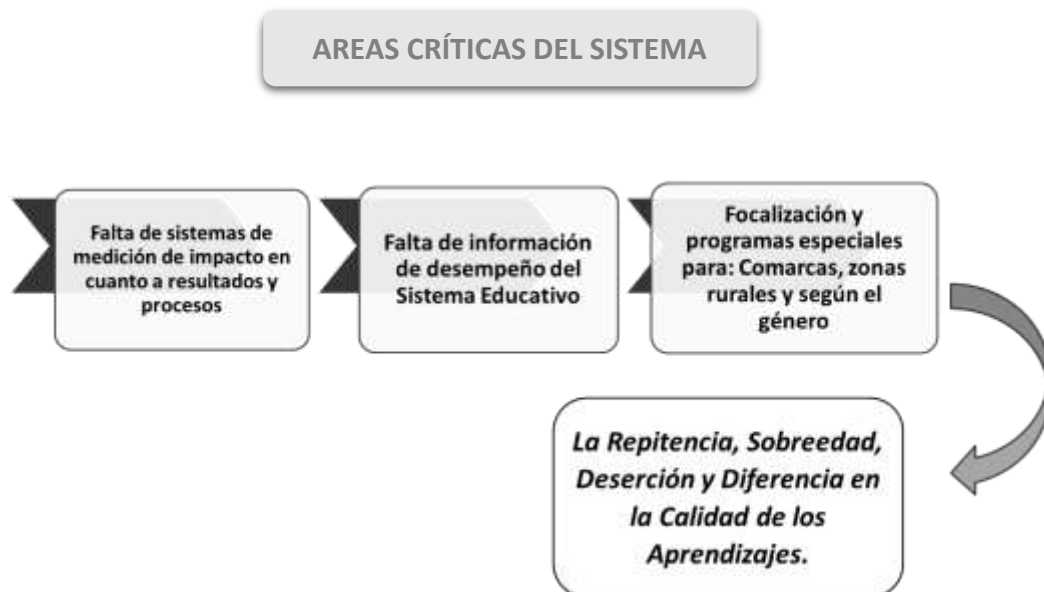 AREAS CRÍTICAS DEL SISTEMA
Falta de sistemas de
medición de impacto en
cuanto a resultados y
procesos
Falta de información
de desempeño del
Sistema Educativo
Focalización y
programas especiales
para: Comarcas, zonas
rurales y según el
género
La Repitencia, Sobreedad,
Deserción y Diferencia en
la Calidad de los
Aprendizajes.